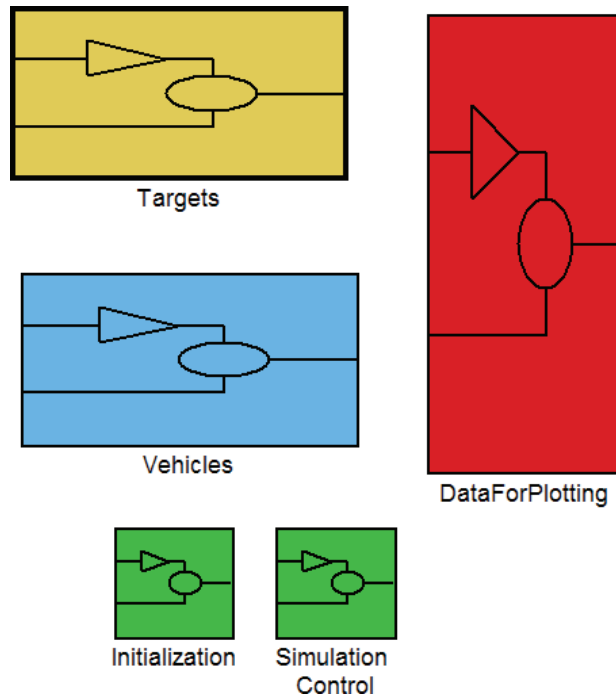 Targets
Vehicles
DataForPlotting
Initialization
Simulation
Control